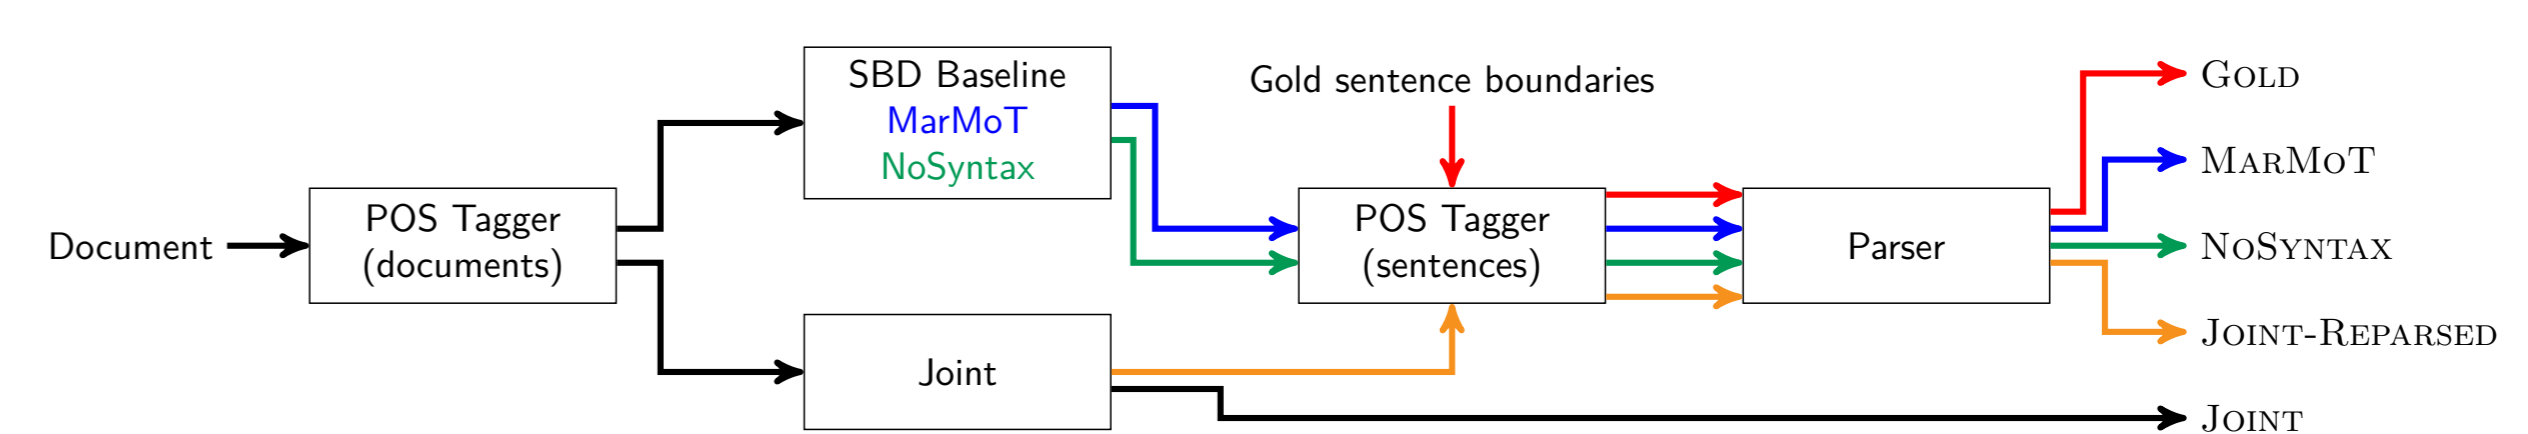 Document
POS Tagger
(documents)
SBD Baseline
MarMoT
NoSyntax
Joint
Gold sentence boundaries
POS Tagger
(sentences)
Parser
GOLD
MARMOT
NOSYNTAX
JOINT-REPARSED
JOINT